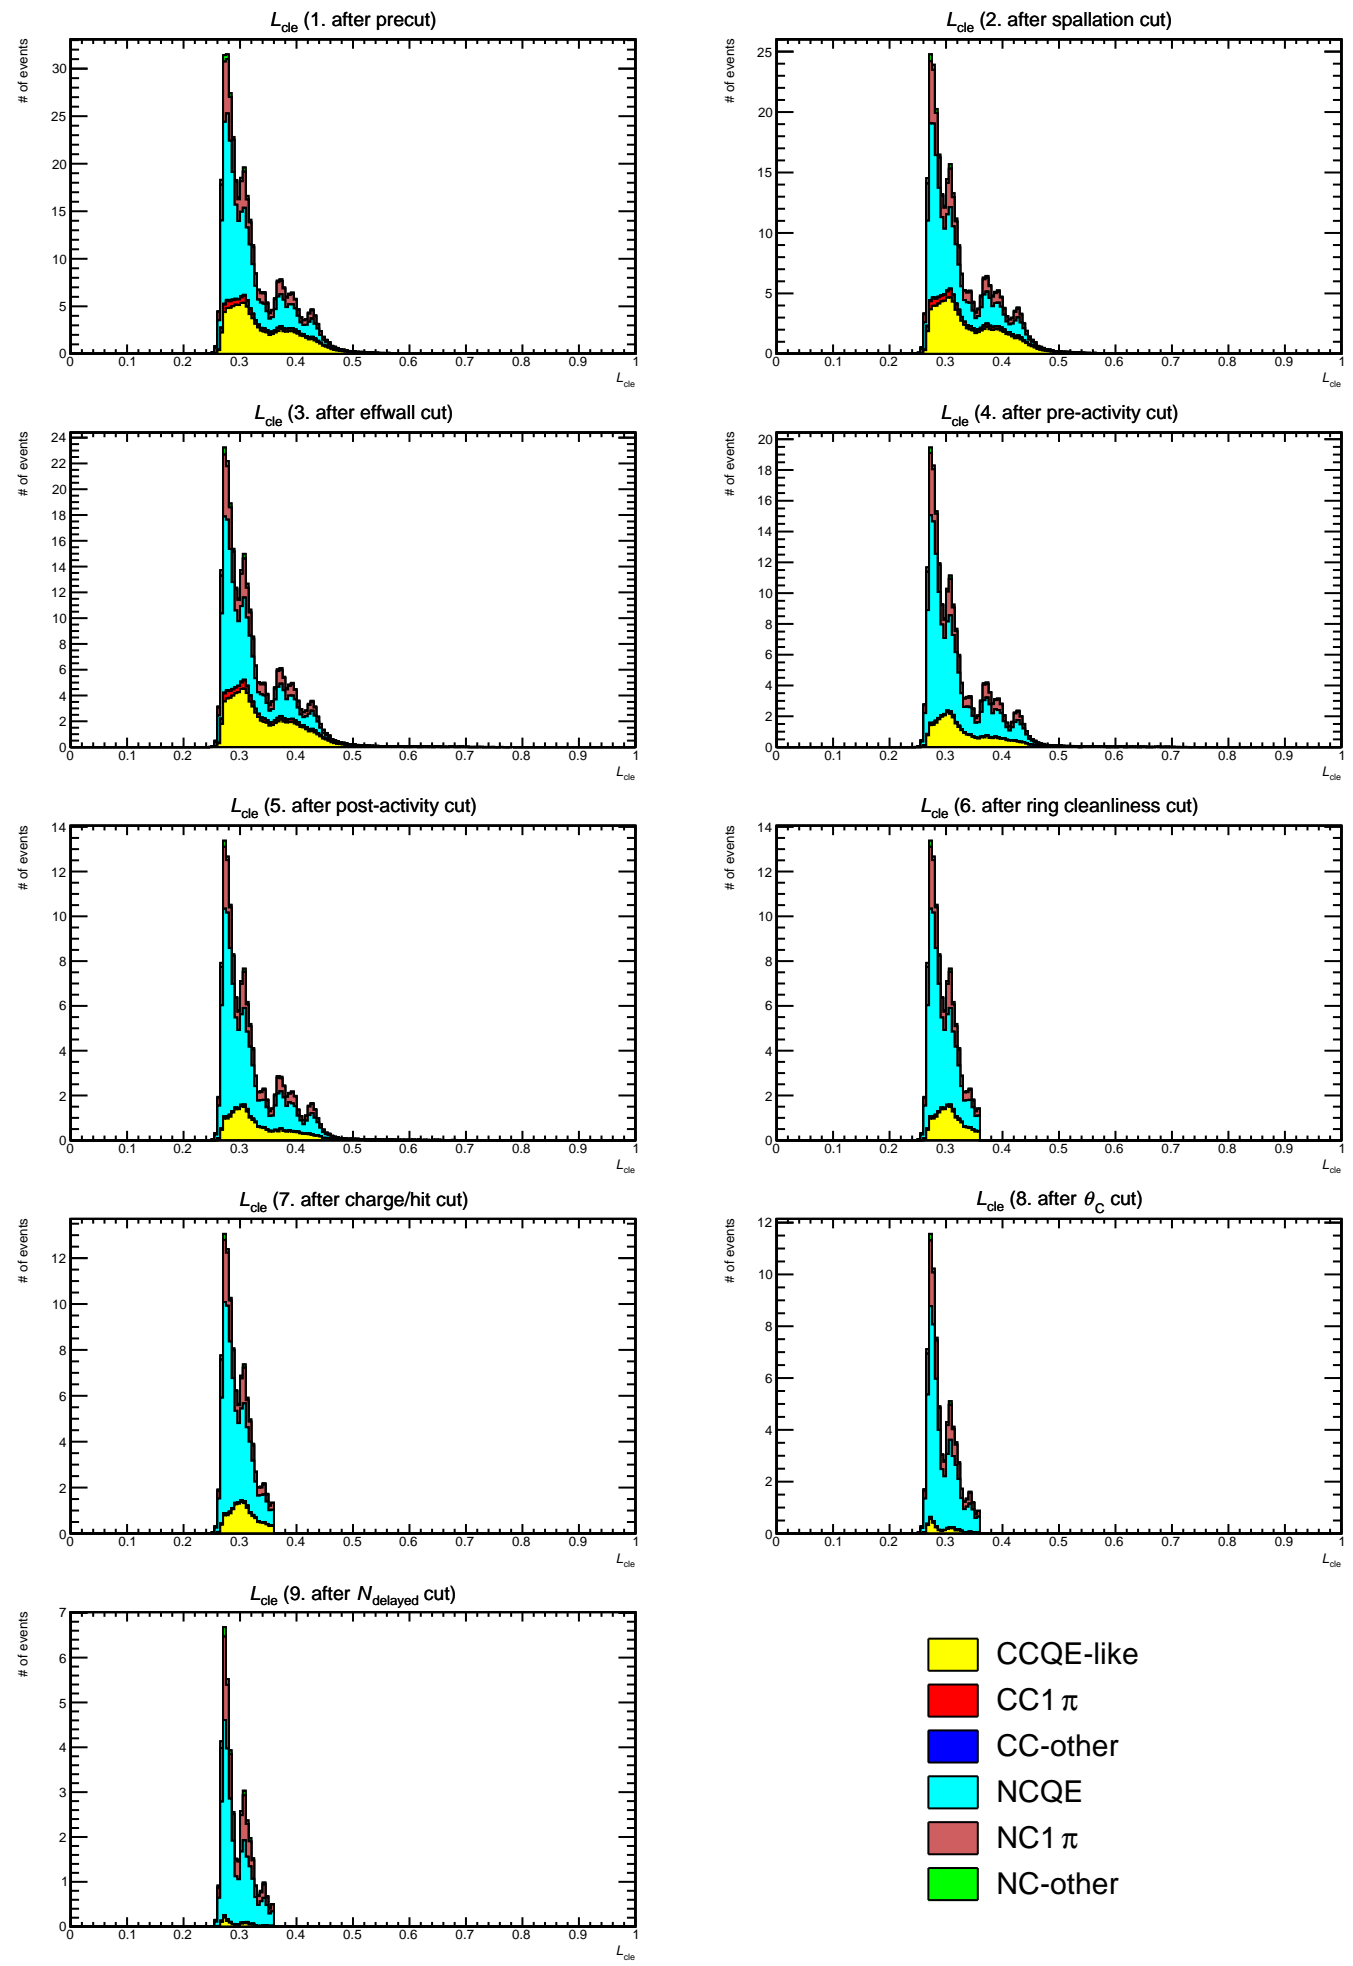 L_cle (1. after precut)
# of events
30
25
20
15
10
5
0
0 0.1 0.2 0.3 0.4 0.5 0.6 0.7 0.8 0.9 1
L_cle
L_cle (2. after spallation cut)
# of events
25
20
15
10
5
0
0 0.1 0.2 0.3 0.4 0.5 0.6 0.7 0.8 0.9 1
L_cle
L_cle (3. after effwall cut)
# of events
24
22
20
18
16
14
12
10
8
6
4
2
0
0 0.1 0.2 0.3 0.4 0.5 0.6 0.7 0.8 0.9 1
L_cle
L_cle (4. after pre-activity cut)
# of events
20
18
16
14
12
10
8
6
4
2
0
0 0.1 0.2 0.3 0.4 0.5 0.6 0.7 0.8 0.9 1
L_cle
L_cle (5. after post-activity cut)
# of events
14
12
10
8
6
4
2
0
0 0.1 0.2 0.3 0.4 0.5 0.6 0.7 0.8 0.9 1
L_cle
L_cle (6. after ring cleanliness cut)
# of events
14
12
10
8
6
4
2
0
0 0.1 0.2 0.3 0.4 0.5 0.6 0.7 0.8 0.9 1
L_cle
L_cle (7. after charge/hit cut)
# of events
12
10
8
6
4
2
0
0 0.1 0.2 0.3 0.4 0.5 0.6 0.7 0.8 0.9 1
L_cle
L_cle (8. after θ_C cut)
# of events
12
10
8
6
4
2
0
0 0.1 0.2 0.3 0.4 0.5 0.6 0.7 0.8 0.9 1
L_cle
L_cle (9. after N_delayed cut)
# of events
7
6
5
4
3
2
1
0
0 0.1 0.2 0.3 0.4 0.5 0.6 0.7 0.8 0.9 1
L_cle
CCQE-like
CC1π
CC-other
NCQE
NC1π
NC-other